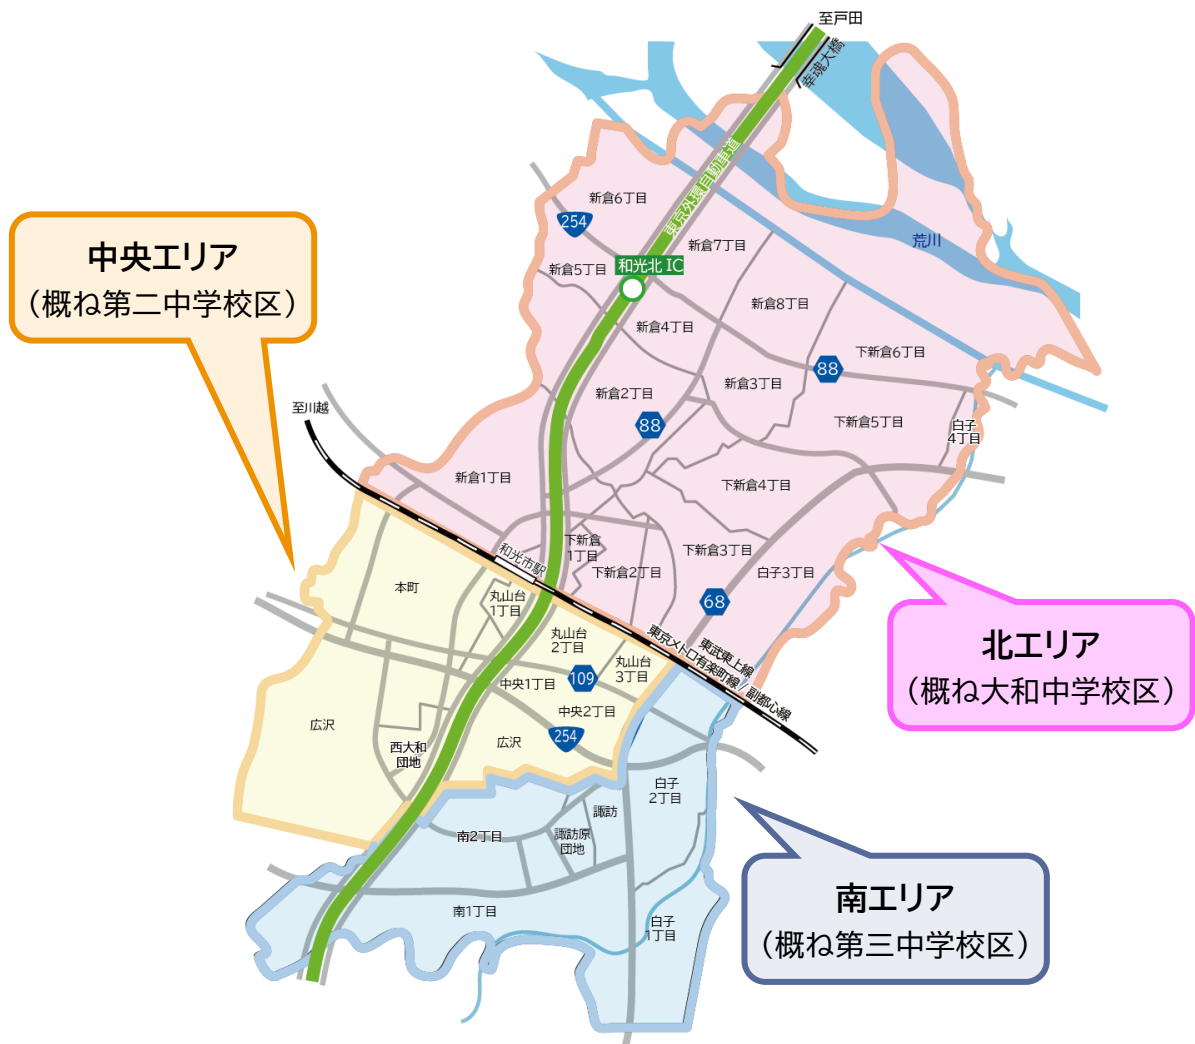 至戸田
幸魂大橋
東京外環自動車道
新倉6丁目
254
新倉7丁目
荒川
和光北 IC
新倉5丁目
新倉8丁目
新倉4丁目
下新倉6丁目
88
新倉3丁目
新倉2丁目
88
下新倉5丁目
白子
4丁目
中央エリア
（概ね第二中学校区）
至川越
新倉1丁目
下新倉4丁目
下新倉
1丁目
下新倉3丁目
下新倉2丁目
白子3丁目
和光市駅
本町
丸山台
1丁目
68
丸山台
2丁目
丸山台
3丁目
東武東上線
東京メトロ有楽町線 / 副都心線
北エリア
（概ね大和中学校区）
中央1丁目
109
中央2丁目
広沢
254
広沢
西大和
団地
白子
2丁目
諏訪
南2丁目
諏訪原
団地
南1丁目
白子
1丁目
南エリア
（概ね第三中学校区）